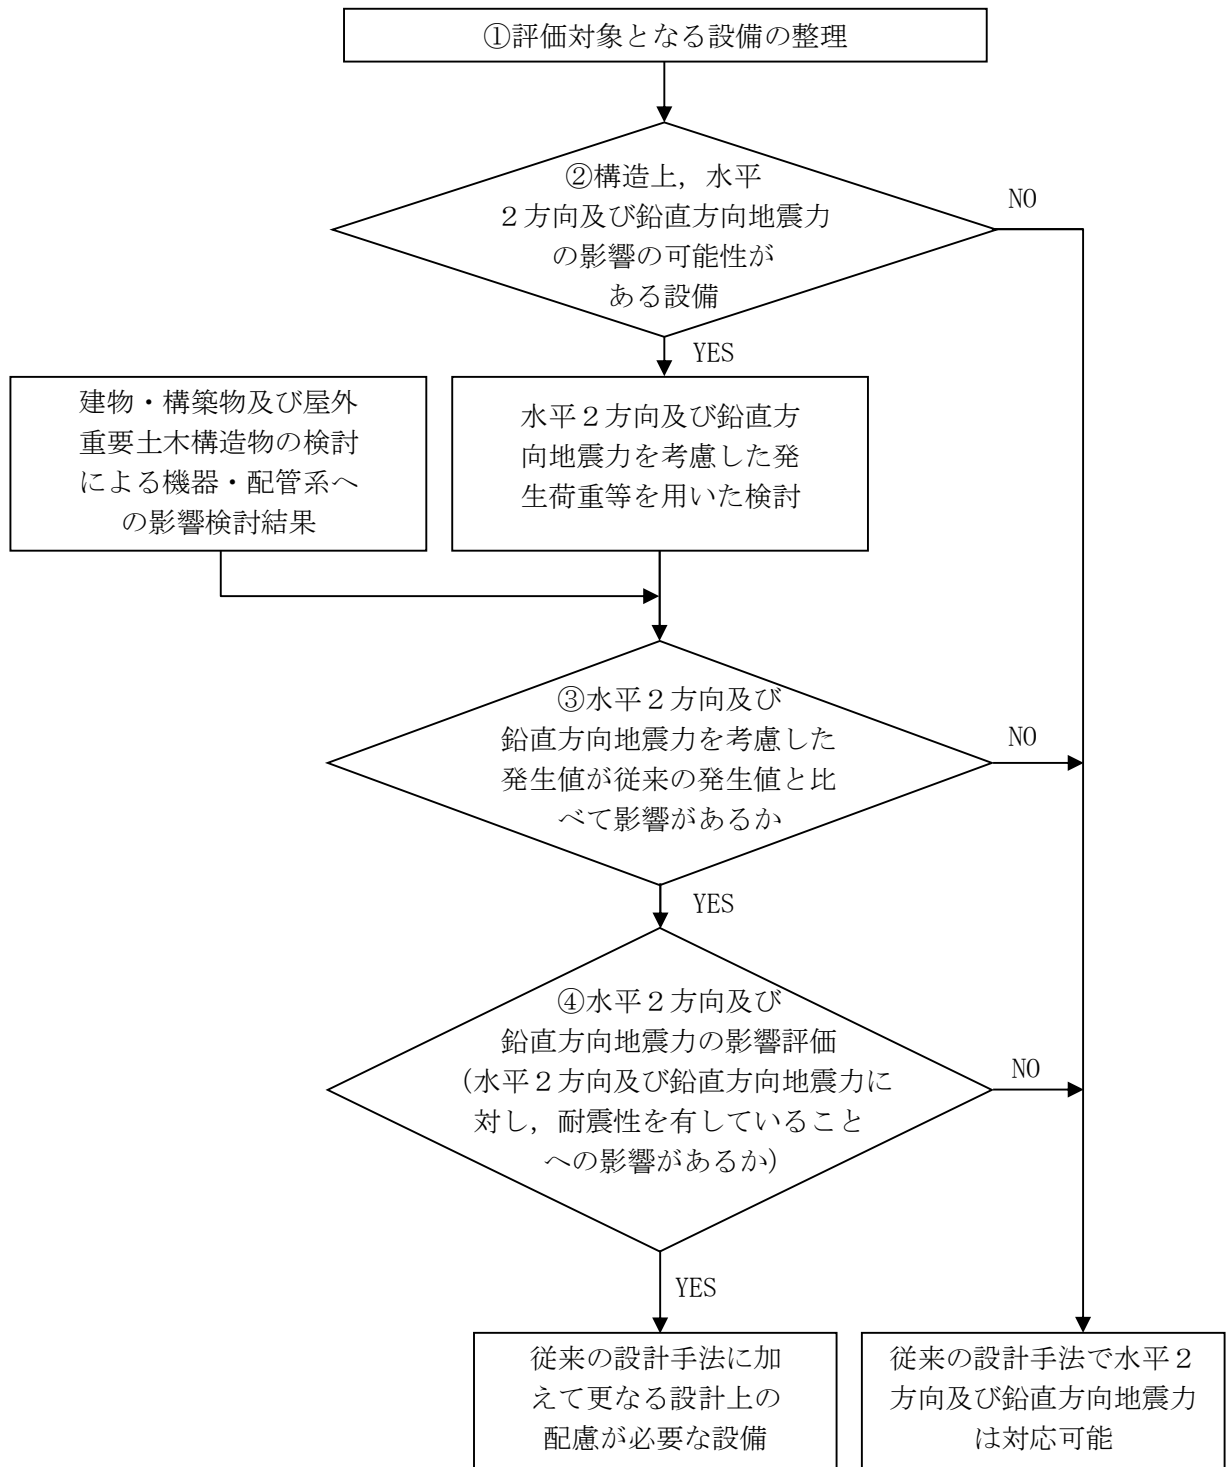 ①評価対象となる設備の整理
②構造上，水平
２方向及び鉛直方向地震力
の影響の可能性が
ある設備
NO
YES
建物・構築物及び屋外
重要土木構造物の検討
による機器・配管系へ
の影響検討結果
水平２方向及び鉛直方
向地震力を考慮した発
生荷重等を用いた検討
③水平２方向及び
鉛直方向地震力を考慮した
発生値が従来の発生値と比
べて影響があるか
NO
YES
④水平２方向及び
鉛直方向地震力の影響評価
（水平２方向及び鉛直方向地震力に
対し，耐震性を有していること
への影響があるか）
NO
YES
従来の設計手法に加
えて更なる設計上の
配慮が必要な設備
従来の設計手法で水平２
方向及び鉛直方向地震力
は対応可能